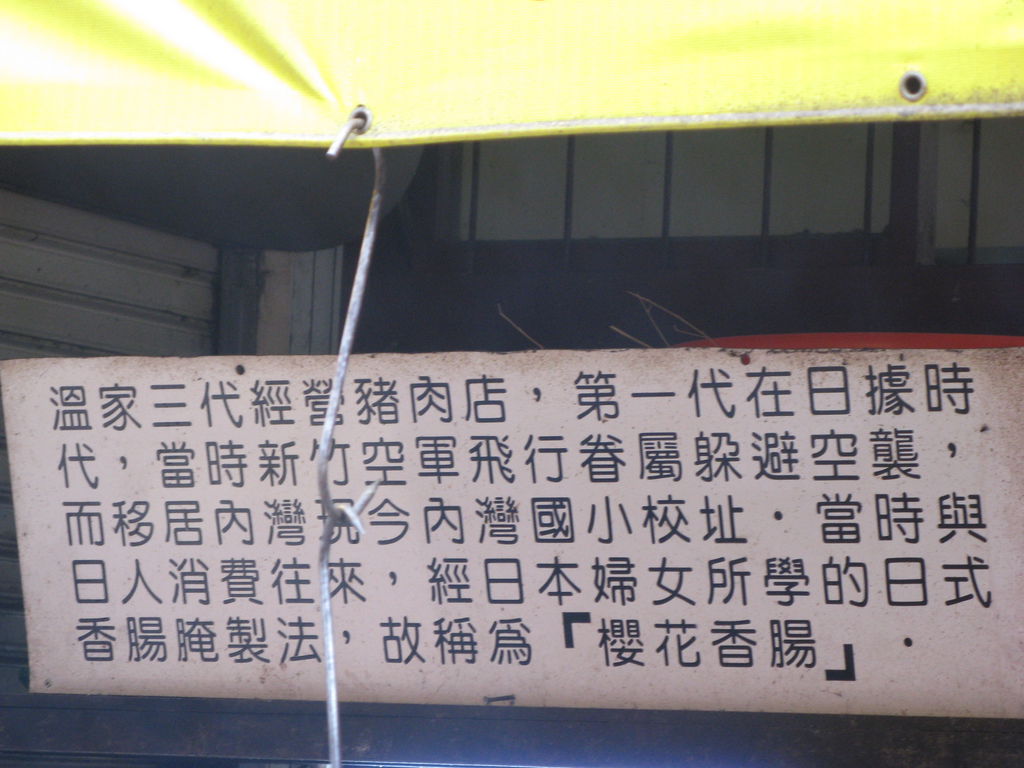 溫家三代經營豬肉店，第一代在日據時
代，當時新竹空軍飛行眷屬躲避空襲，
而移居內灣現今內灣國小校址．當時與
日人消費往來，經日本婦女所學的日式
香腸腌製法，故稱為「櫻花香腸」．